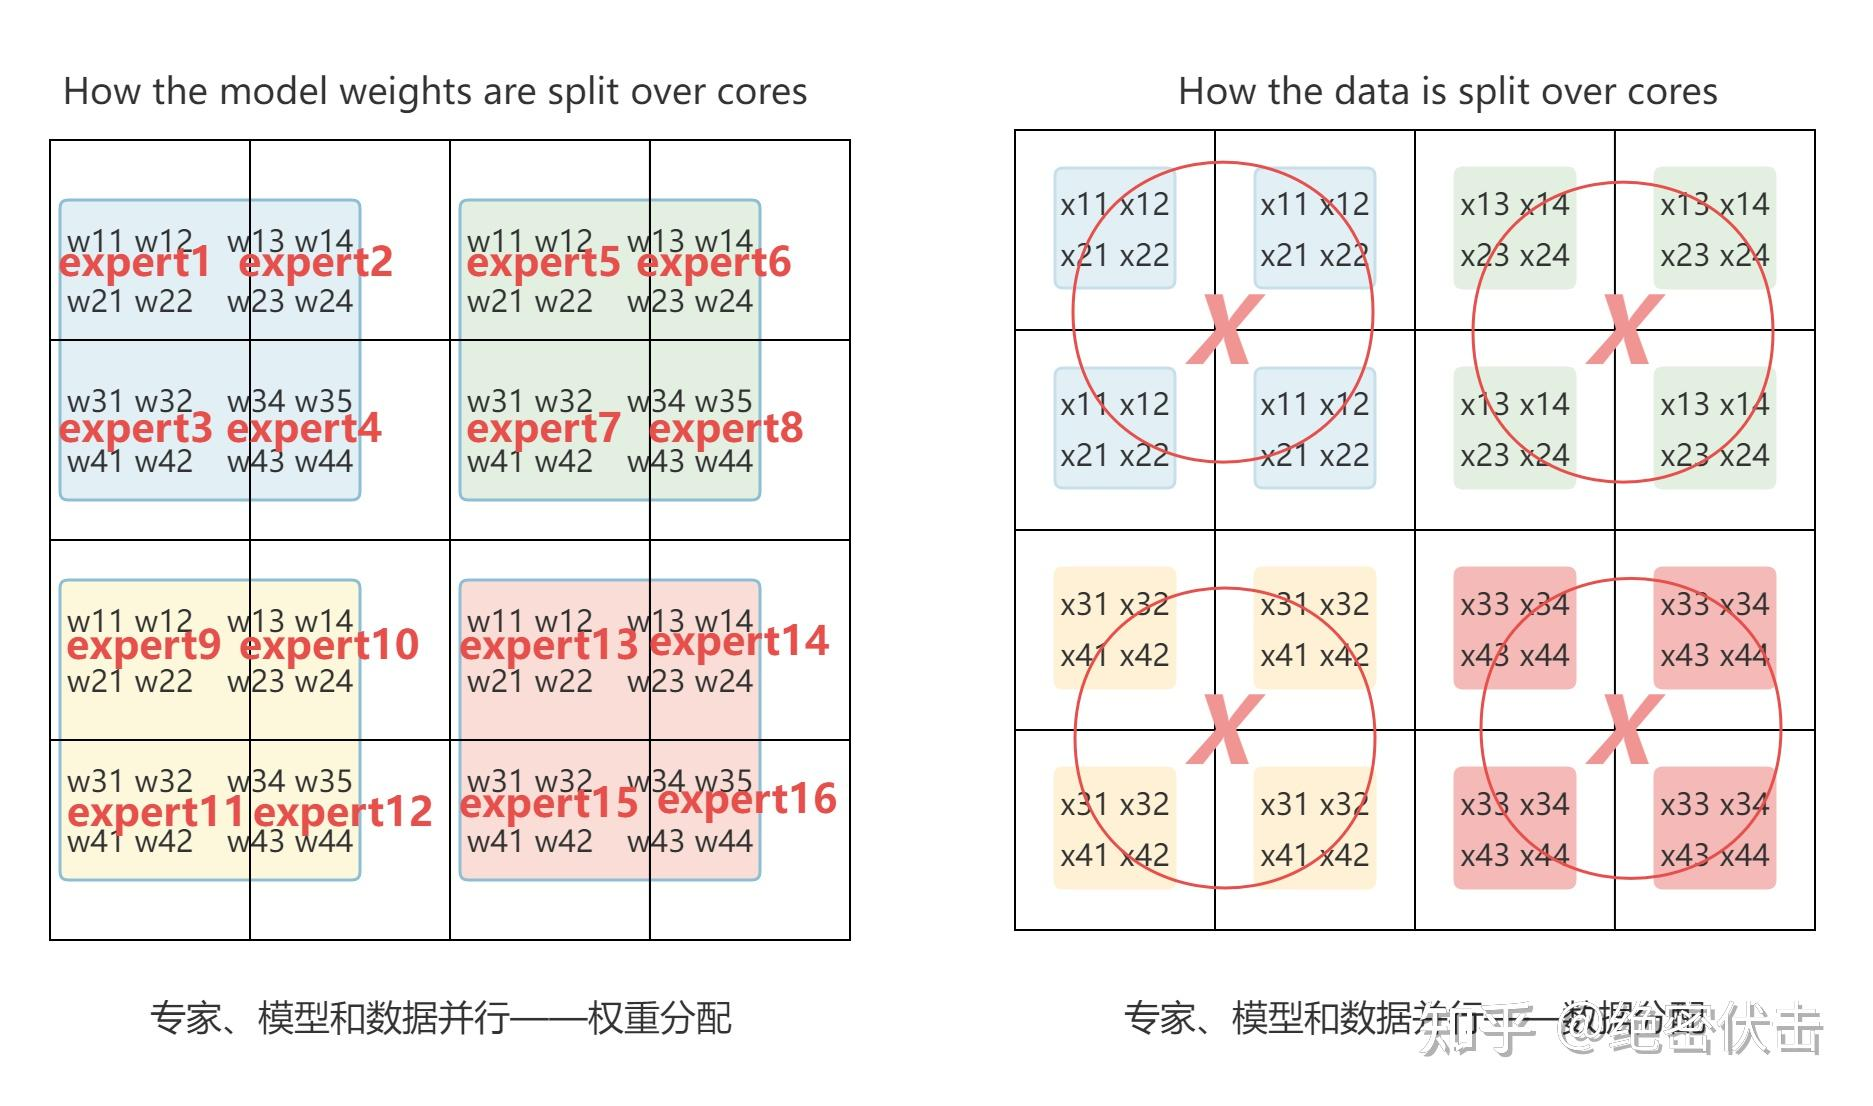 How the model weights are split over cores
w11 w12 w13 w14
expert1 expert2
w21 w22 w23 w24
w11 w12 w13 w14
expert5 expert6
w21 w22 w23 w24
w31 w32 w34 w35
expert3 expert4
w41 w42 w43 w44
w31 w32 w34 w35
expert7 expert8
w41 w42 w43 w44
w11 w12 w13 w14
expert9 expert10
w21 w22 w23 w24
w11 w12 w13 w14
expert13 expert14
w21 w22 w23 w24
w31 w32 w34 w35
expert11 expert12
w41 w42 w43 w44
w31 w32 w34 w35
expert15 expert16
w41 w42 w43 w44
专家、模型和数据并行——权重分配
How the data is split over cores
x11 x12 x11 x12
x21 x22 x21 x22
X
x11 x12 x11 x12
x21 x22 x21 x22
x13 x14 x13 x14
x23 x24 x23 x24
X
x13 x14 x13 x14
x23 x24 x23 x24
x31 x32 x31 x32
x41 x42 x41 x42
X
x31 x32 x31 x32
x41 x42 x41 x42
x33 x34 x33 x34
x43 x44 x43 x44
X
x33 x34 x33 x34
x43 x44 x43 x44
专家、模型和数据并行——数据分配
知乎 @绝密伏击